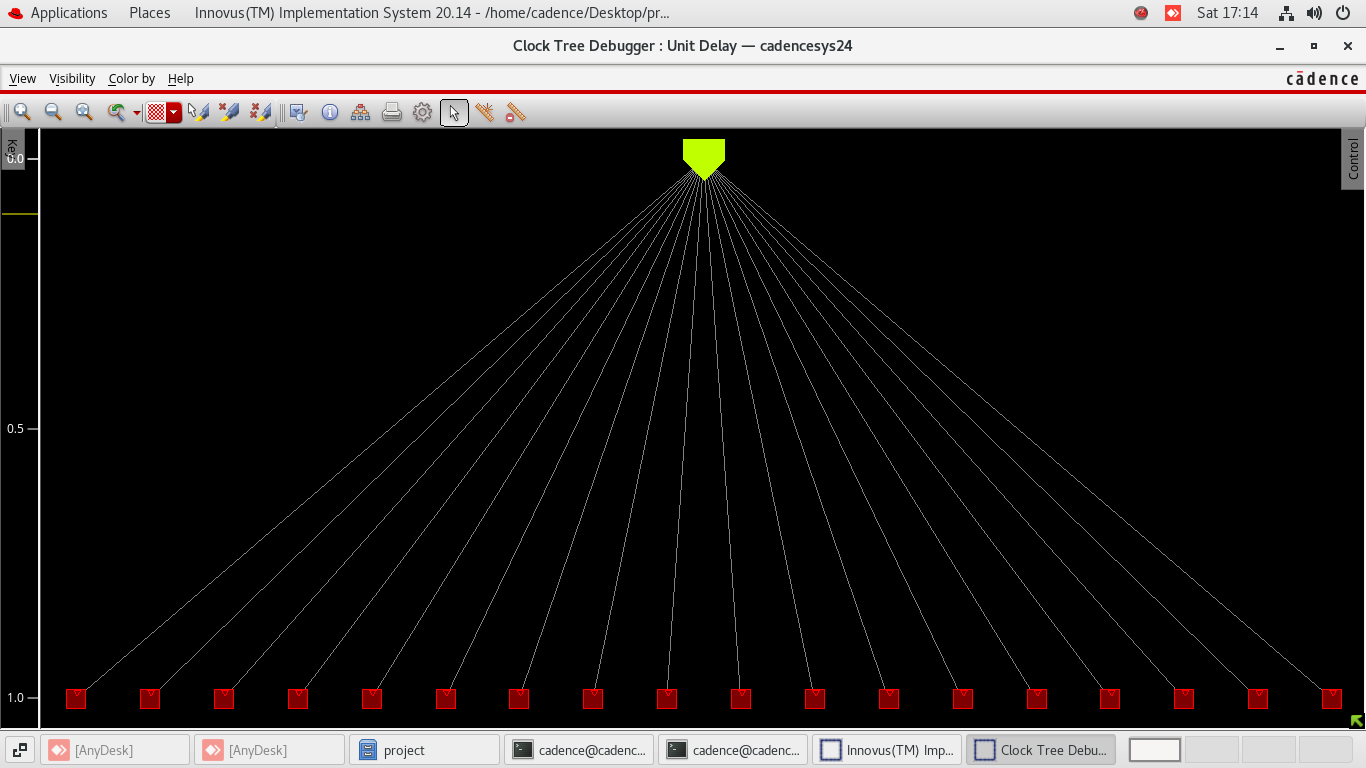 Applications Places Innovus(TM) Implementation System 20.14 - /home/cadence/Desktop/pr... Sat 17:14
Clock Tree Debugger : Unit Delay — cadencesys24
View Visibility Color by Help cādence
Key
Control
0.0
0.5
1.0
[AnyDesk] [AnyDesk] project cadence@cadenc... cadence@cadenc... Innovus(TM) Imp... Clock Tree Debu...